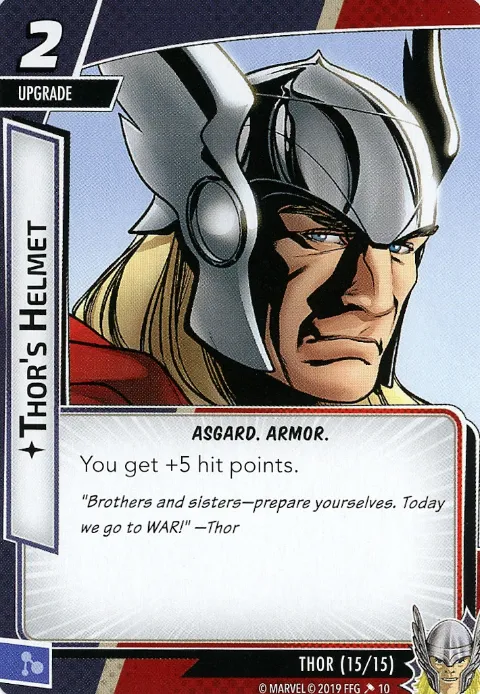 2
UPGRADE
THOR'S HELMET
ASGARD. ARMOR.
You get +5 hit points.
"Brothers and sisters—prepare yourselves. Today
we go to WAR!" —Thor
THOR (15/15)
© MARVEL © 2019 FFG 10